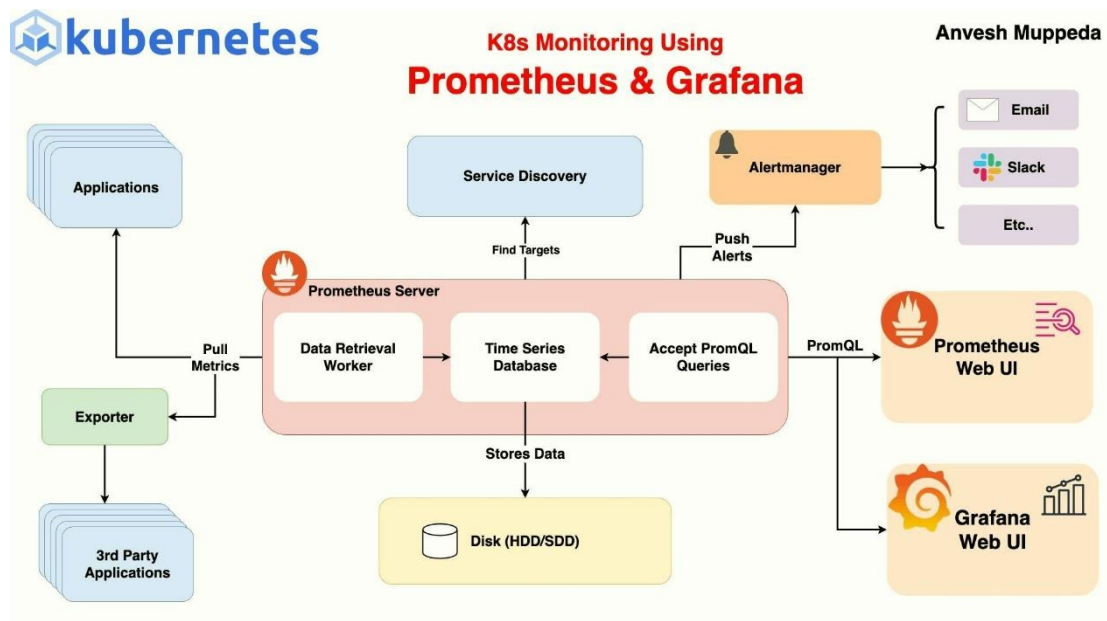 kubernetes
K8s Monitoring Using
Prometheus & Grafana
Anvesh Muppeda
Applications
Service Discovery
Alertmanager
Email
Slack
Etc..
Find Targets
Push
Alerts
Prometheus Server
Data Retrieval
Worker
Time Series
Database
Accept PromQL
Queries
Pull
Metrics
PromQL
Prometheus
Web UI
Exporter
Stores Data
3rd Party
Applications
Disk (HDD/SDD)
Grafana
Web UI